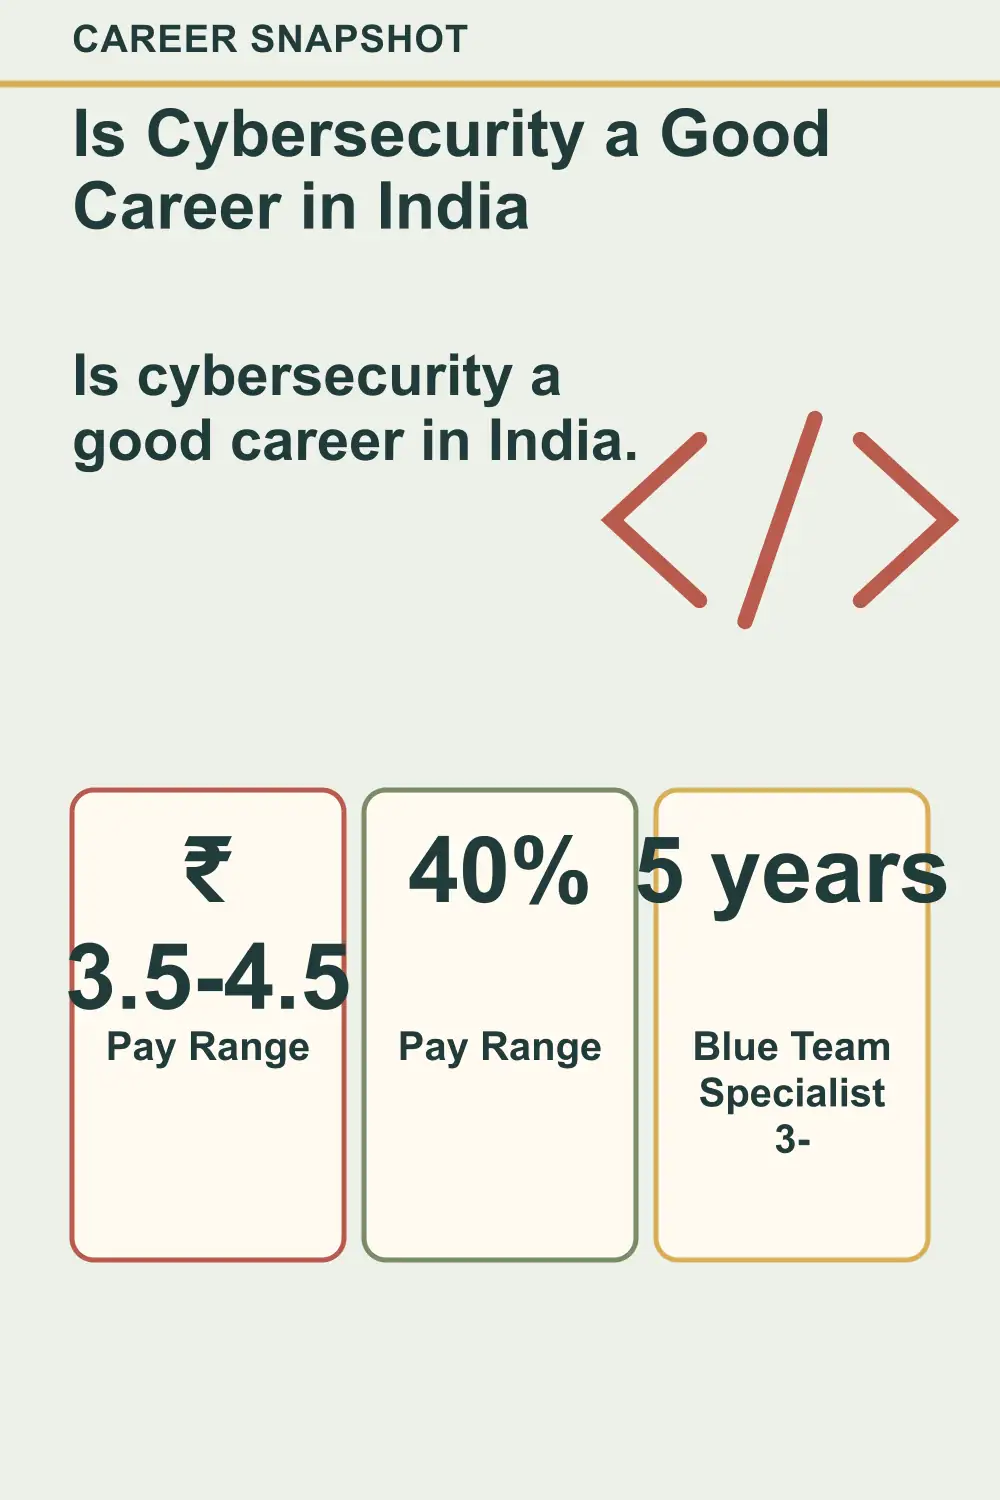 CAREER SNAPSHOT
Is Cybersecurity a Good
Career in India
Is cybersecurity a
good career in India.
₹
3.5-4.5
Pay Range
40%
Pay Range
5 years
Blue Team
Specialist
3-